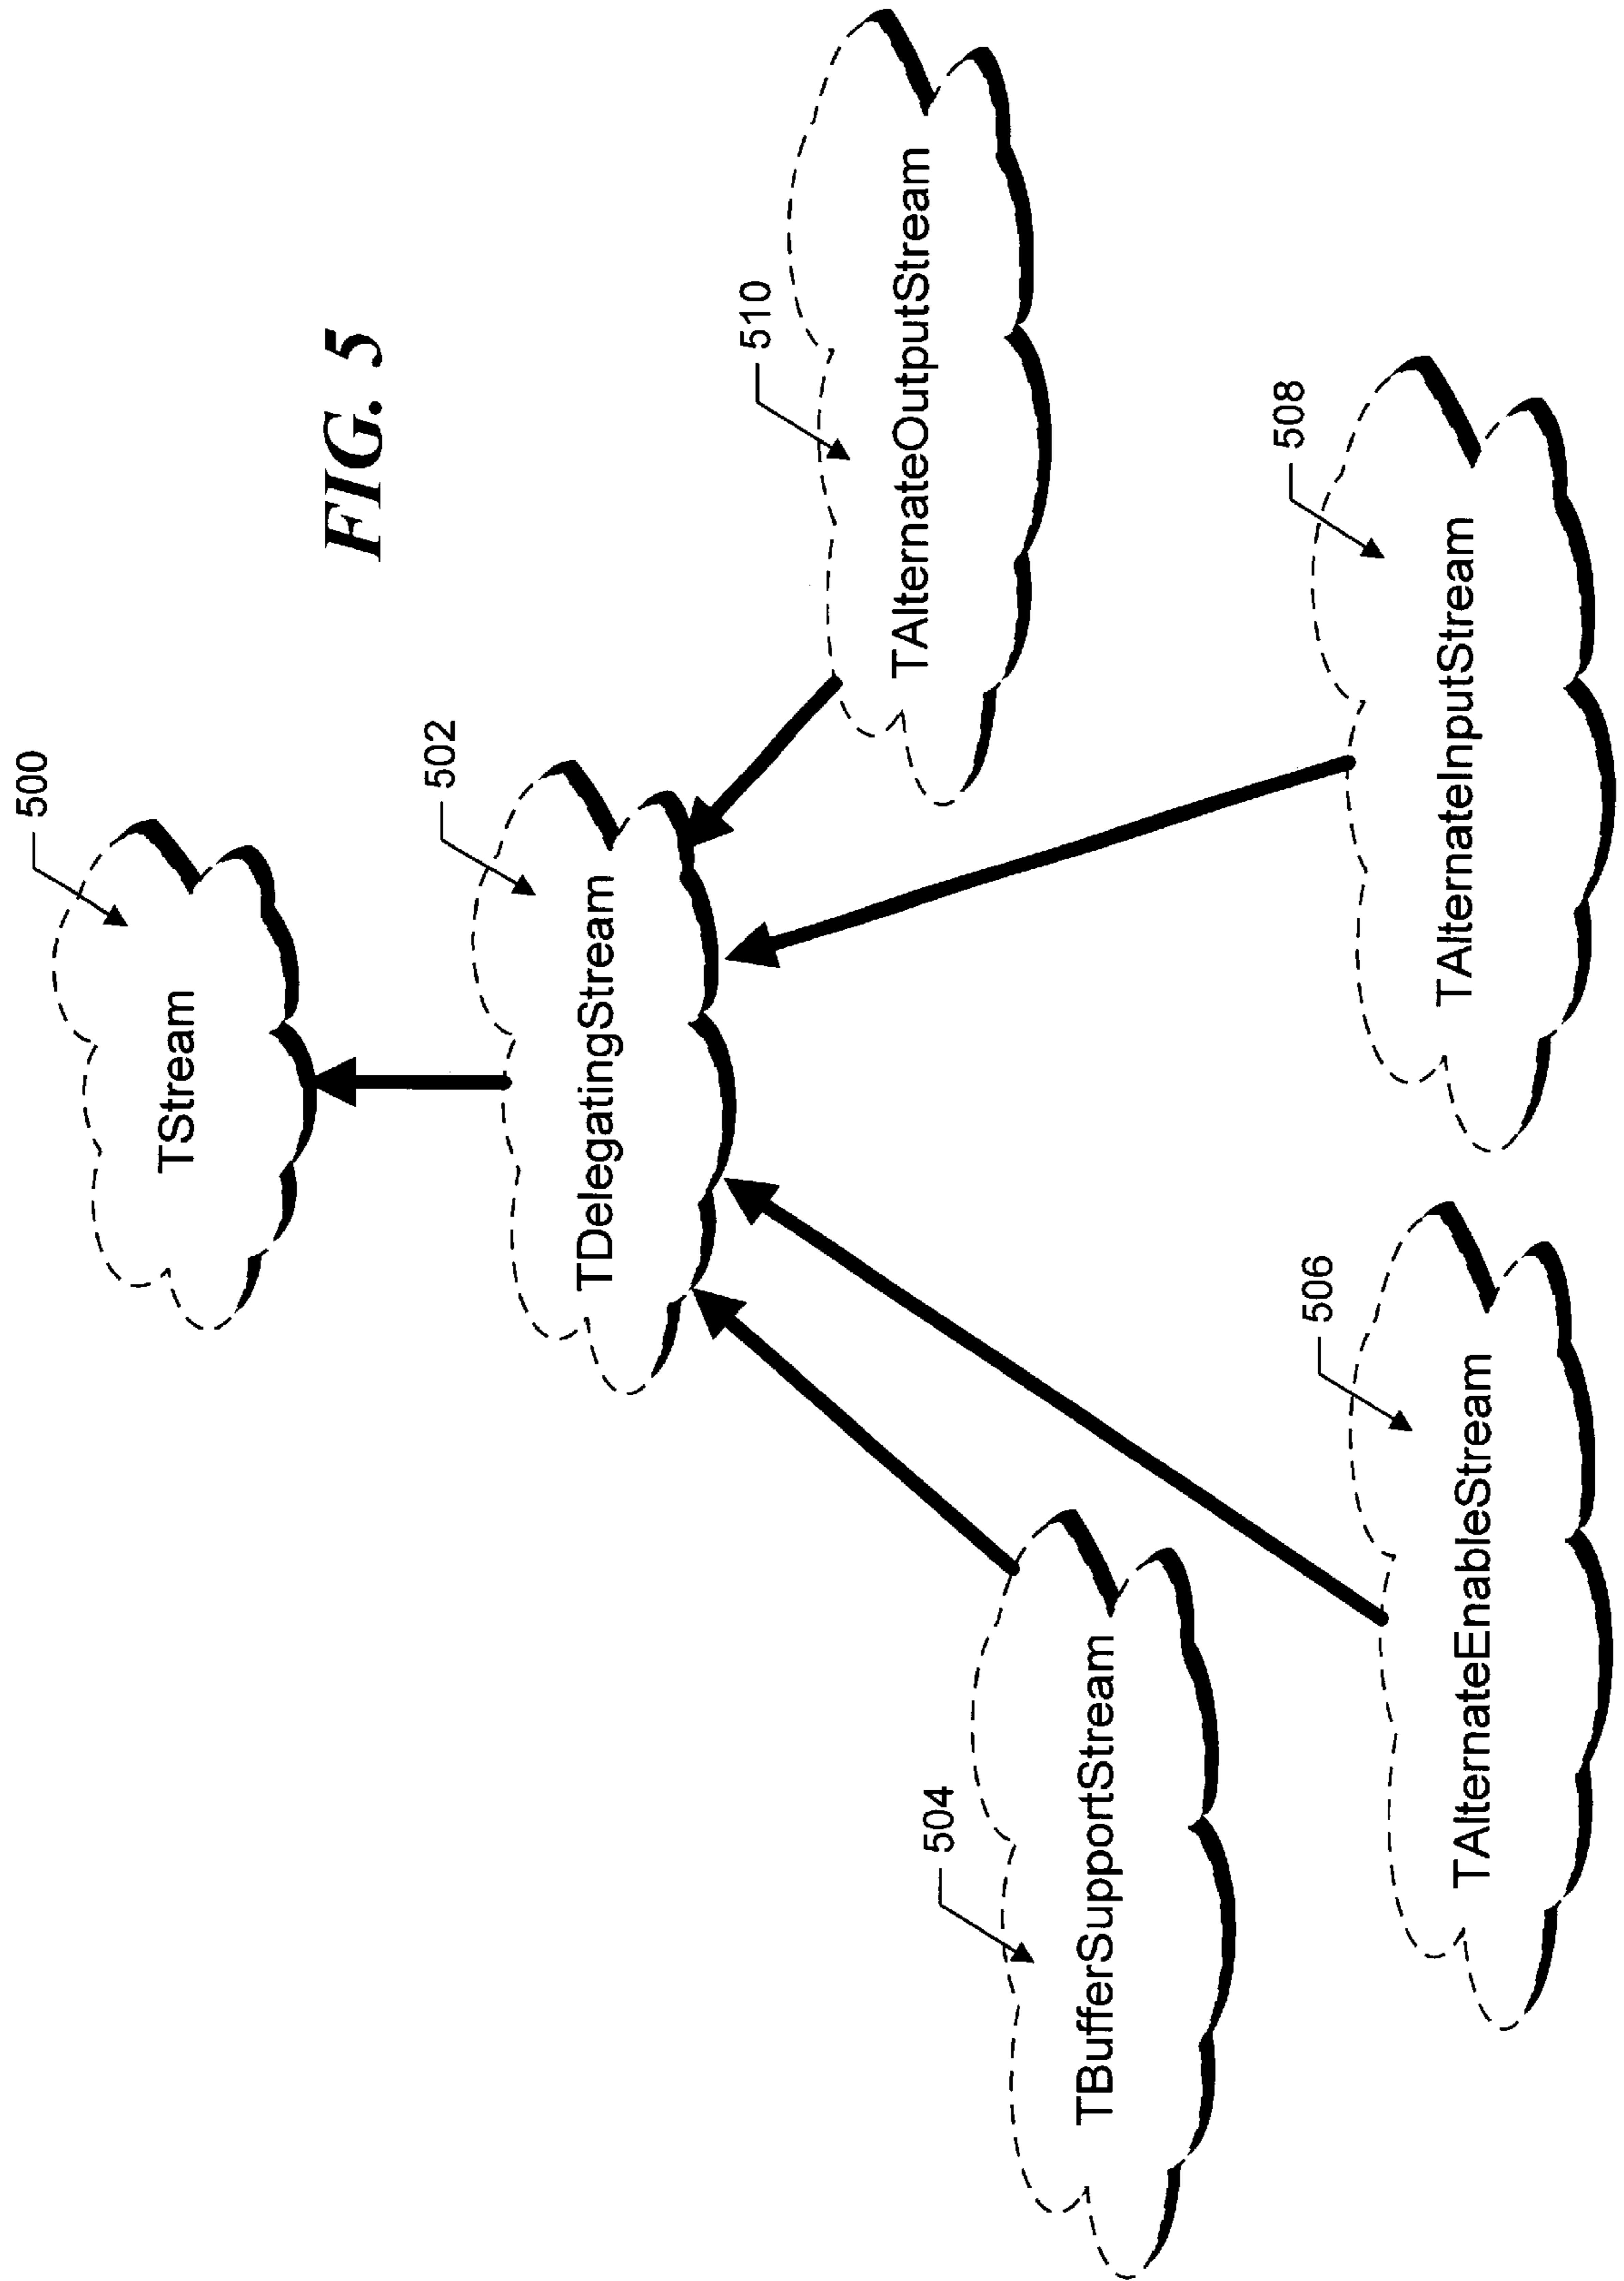 FIG. 5
500
TStream
502
TDelegatingStream
504
TBufferSupportStream
510
TAlternateOutputStream
506
TAlternateEnableStream
508
TAlternateInputStream